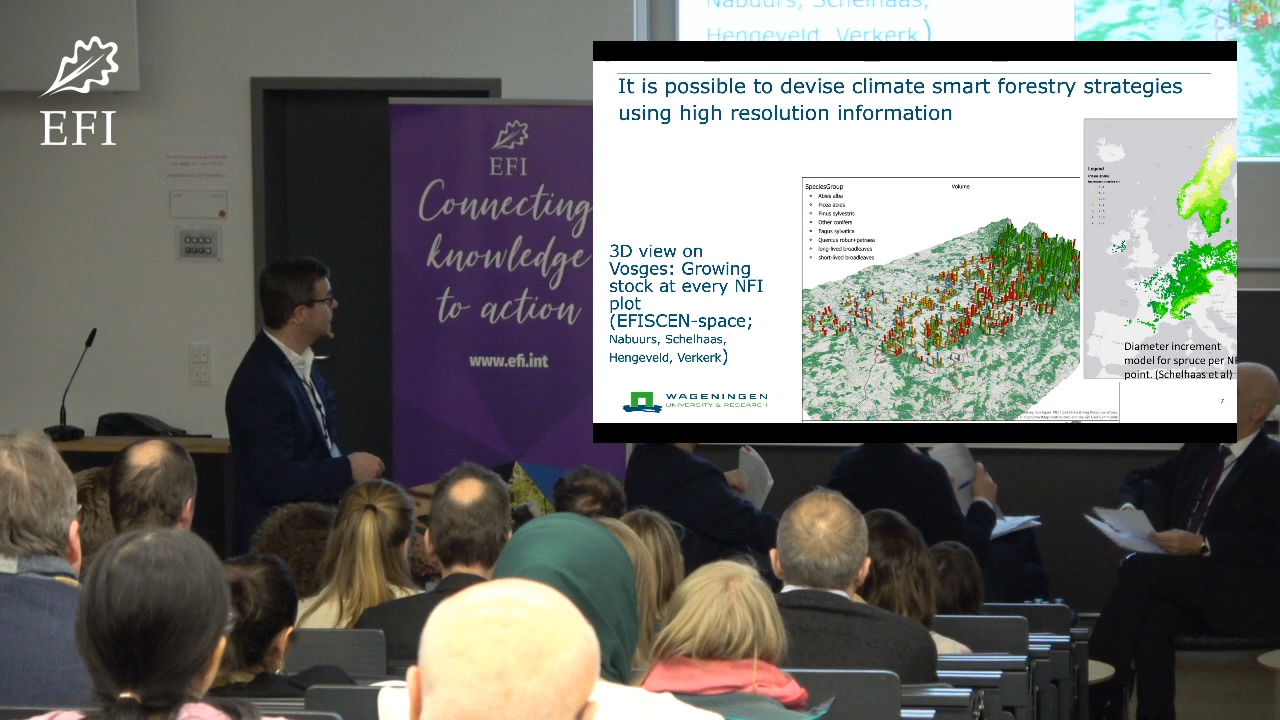 Nabuurs, Schelhaas,
Hengeveld, Verkerk)
EFI
EFI
Connecting
knowledge
to action
www.efi.int
It is possible to devise climate smart forestry strategies
using high resolution information
3D view on
Vosges: Growing
stock at every NFI
plot
(EFISCEN-space;
Nabuurs, Schelhaas,
Hengeveld, Verkerk)
WAGENINGEN
UNIVERSITY & RESEARCH
SpeciesGroup
Volume
Abies alba
Picea abies
Pinus sylvestris
Other conifers
Fagus sylvatica
Quercus robur+petraea
long-lived broadleaves
short-lived broadleaves
Legend
Diameter increment
model for spruce per NF
point. (Schelhaas et al)
7